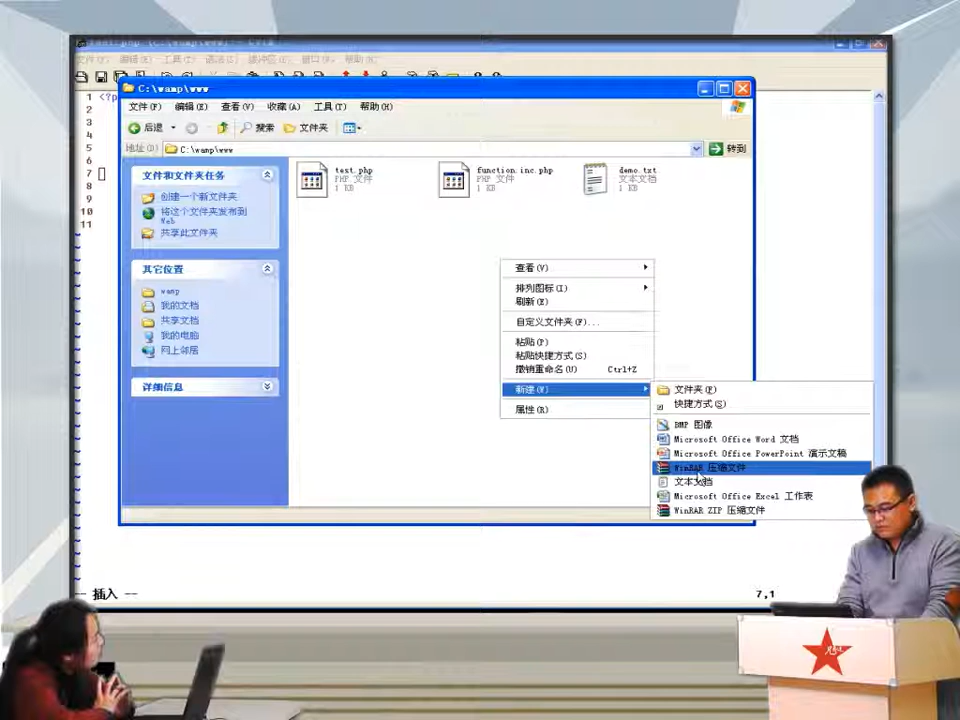 插入(I)
C:\wamp\www
文件(F) 编辑(E) 查看(V) 收藏(A) 工具(T) 帮助(H)
后退 搜索 文件夹
地址(D) C:\wamp\www 转到
1 <?p
2
3
4
5
6
7
8
9
10
11
文件和文件夹任务
创建一个新文件夹
将这个文件夹发布到
Web
共享此文件夹
其它位置
wamp
我的文档
共享文档
我的电脑
网上邻居
详细信息
test.php
PHP 文件
1 KB
function.inc.php
PHP 文件
1 KB
demo.txt
文本文档
1 KB
查看(V)
排列图标(I)
刷新(E)
自定义文件夹(F)...
粘贴(P)
粘贴快捷方式(S)
撤销重命名(U) Ctrl+Z
新建(W)
属性(R)
文件夹(F)
快捷方式(S)
BMP 图像
Microsoft Office Word 文档
Microsoft Office PowerPoint 演示文稿
WinRAR 压缩文件
文本文档
Microsoft Office Excel 工作表
WinRAR ZIP 压缩文件
-- 插入 --
7,1